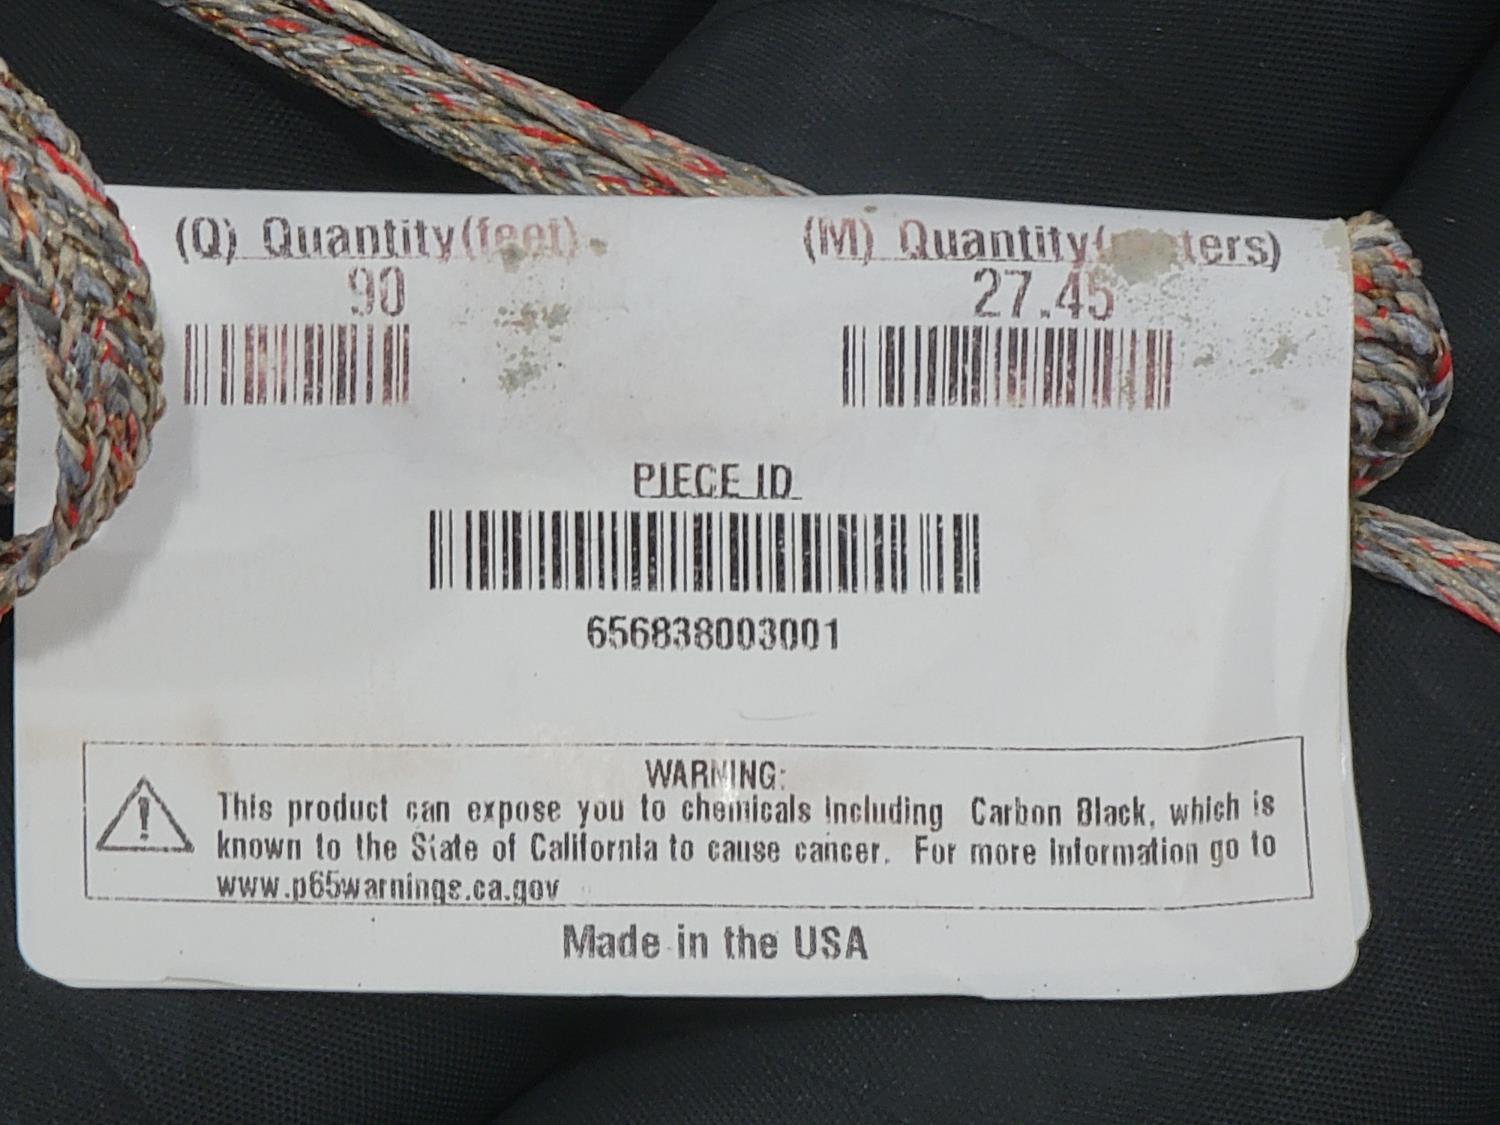 (Q) Quantity(feet) (M) Quantity(meters)
90 27.45
PIECE ID
656838003001
WARNING:
This product can expose you to chemicals including Carbon Black, which is
known to the State of California to cause cancer. For more information go to
www.p65warnings.ca.gov
Made in the USA